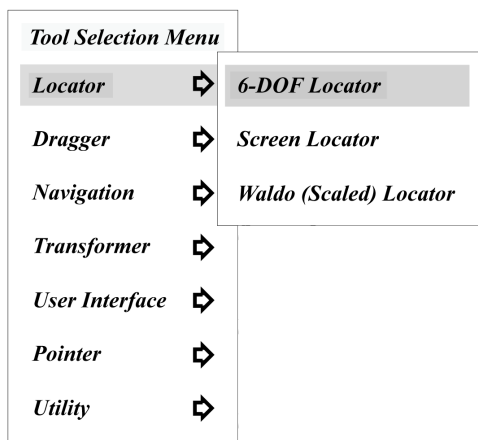 Tool Selection Menu
Locator
Dragger
Navigation
Transformer
User Interface
Pointer
Utility
6-DOF Locator
Screen Locator
Waldo (Scaled) Locator